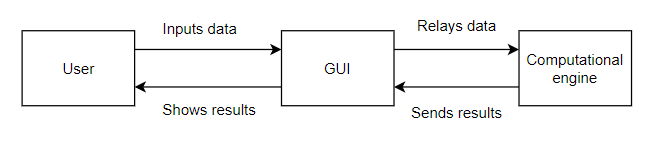 Inputs data
Relays data
User
GUI
Computational
engine
Shows results
Sends results